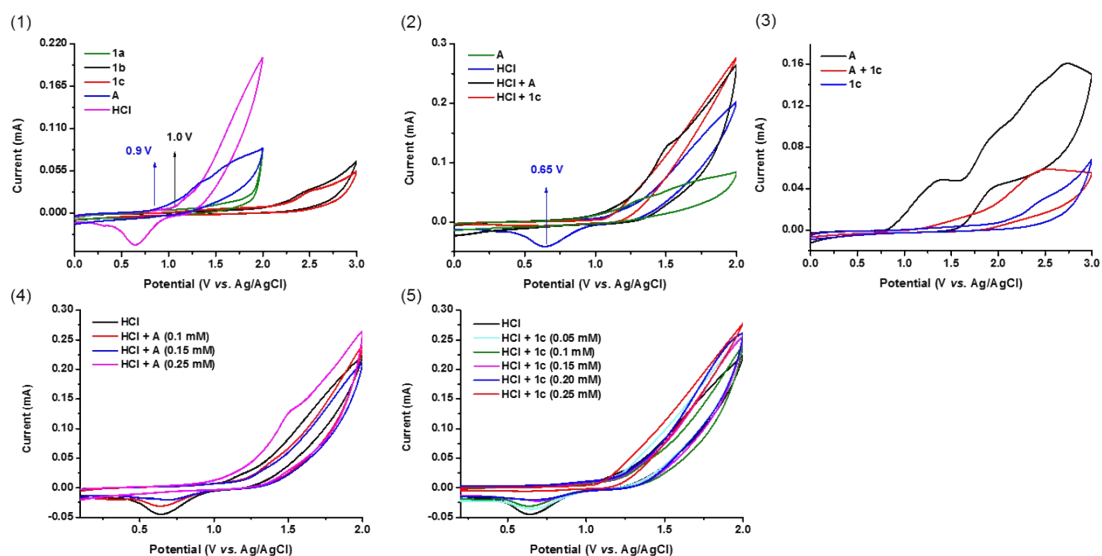 (1)
0.220
0.165
0.110
0.055
0.000
Current (mA)
1a
1b
1c
A
HCl
0.9 V
1.0 V
0.0 0.5 1.0 1.5 2.0 2.5 3.0
Potential (V vs. Ag/AgCl)
(2)
0.3
0.2
0.1
0.0
Current (mA)
A
HCl
HCl + A
HCl + 1c
0.65 V
0.0 0.5 1.0 1.5 2.0
Potential (V vs. Ag/AgCl)
(3)
0.16
0.12
0.08
0.04
0.00
Current (mA)
A
A + 1c
1c
0.0 0.5 1.0 1.5 2.0 2.5 3.0
Potential (V vs. Ag/AgCl)
(4)
0.30
0.25
0.20
0.15
0.10
0.05
0.00
-0.05
Current (mA)
HCl
HCl + A (0.1 mM)
HCl + A (0.15 mM)
HCl + A (0.25 mM)
0.5 1.0 1.5 2.0
Potential (V vs. Ag/AgCl)
(5)
0.30
0.25
0.20
0.15
0.10
0.05
0.00
-0.05
Current (mA)
HCl
HCl + 1c (0.05 mM)
HCl + 1c (0.1 mM)
HCl + 1c (0.15 mM)
HCl + 1c (0.20 mM)
HCl + 1c (0.25 mM)
0.5 1.0 1.5 2.0
Potential (V vs. Ag/AgCl)